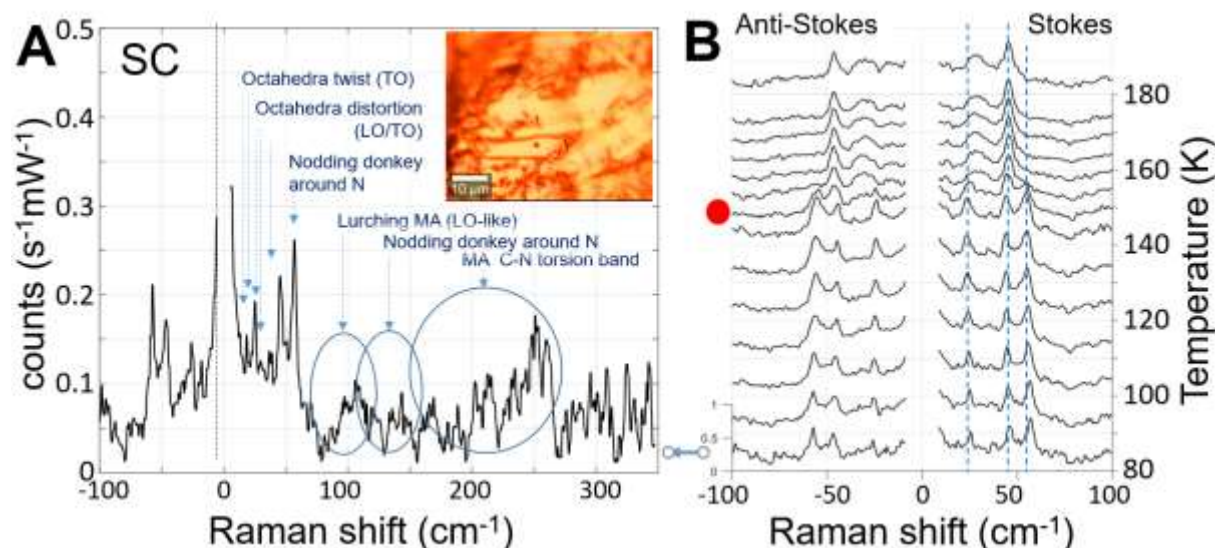 A
SC
Octahedra twist (TO)
Octahedra distortion
(LO/TO)
Nodding donkey
around N
Lurching MA (LO-like)
Nodding donkey around N
MA C-N torsion band
10 µm
counts (s-1mW-1)
0.5
0.4
0.3
0.2
0.1
0
-100
0
100
200
300
Raman shift (cm-1)
B
Anti-Stokes
Stokes
180
160
140
120
100
80
Temperature (K)
1
0.5
0
-100
-50
0
50
100
Raman shift (cm-1)